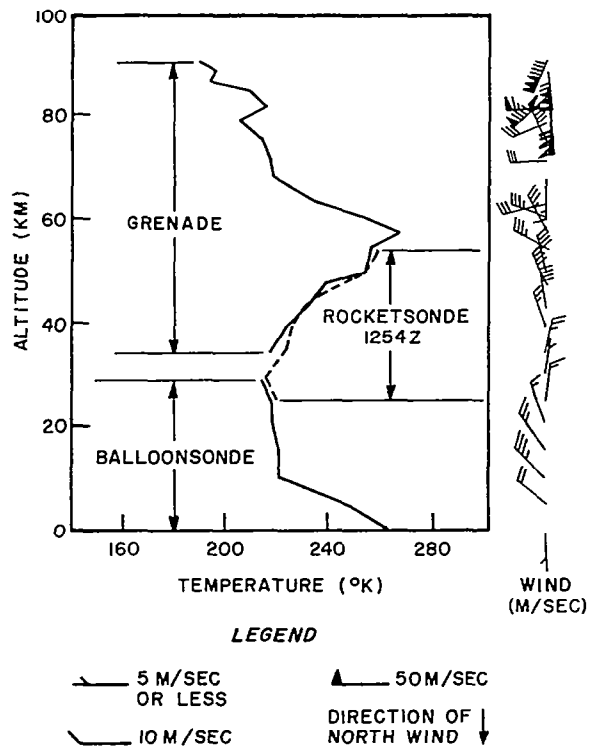 100
80
60
40
20
0
ALTITUDE (KM)
GRENADE
ROCKETSONDE
1254Z
BALLOONSONDE
160 200 240 280
TEMPERATURE (°K)
WIND
(M/SEC)
LEGEND
5 M/SEC
OR LESS
50 M/SEC
10 M/SEC
DIRECTION OF
NORTH WIND